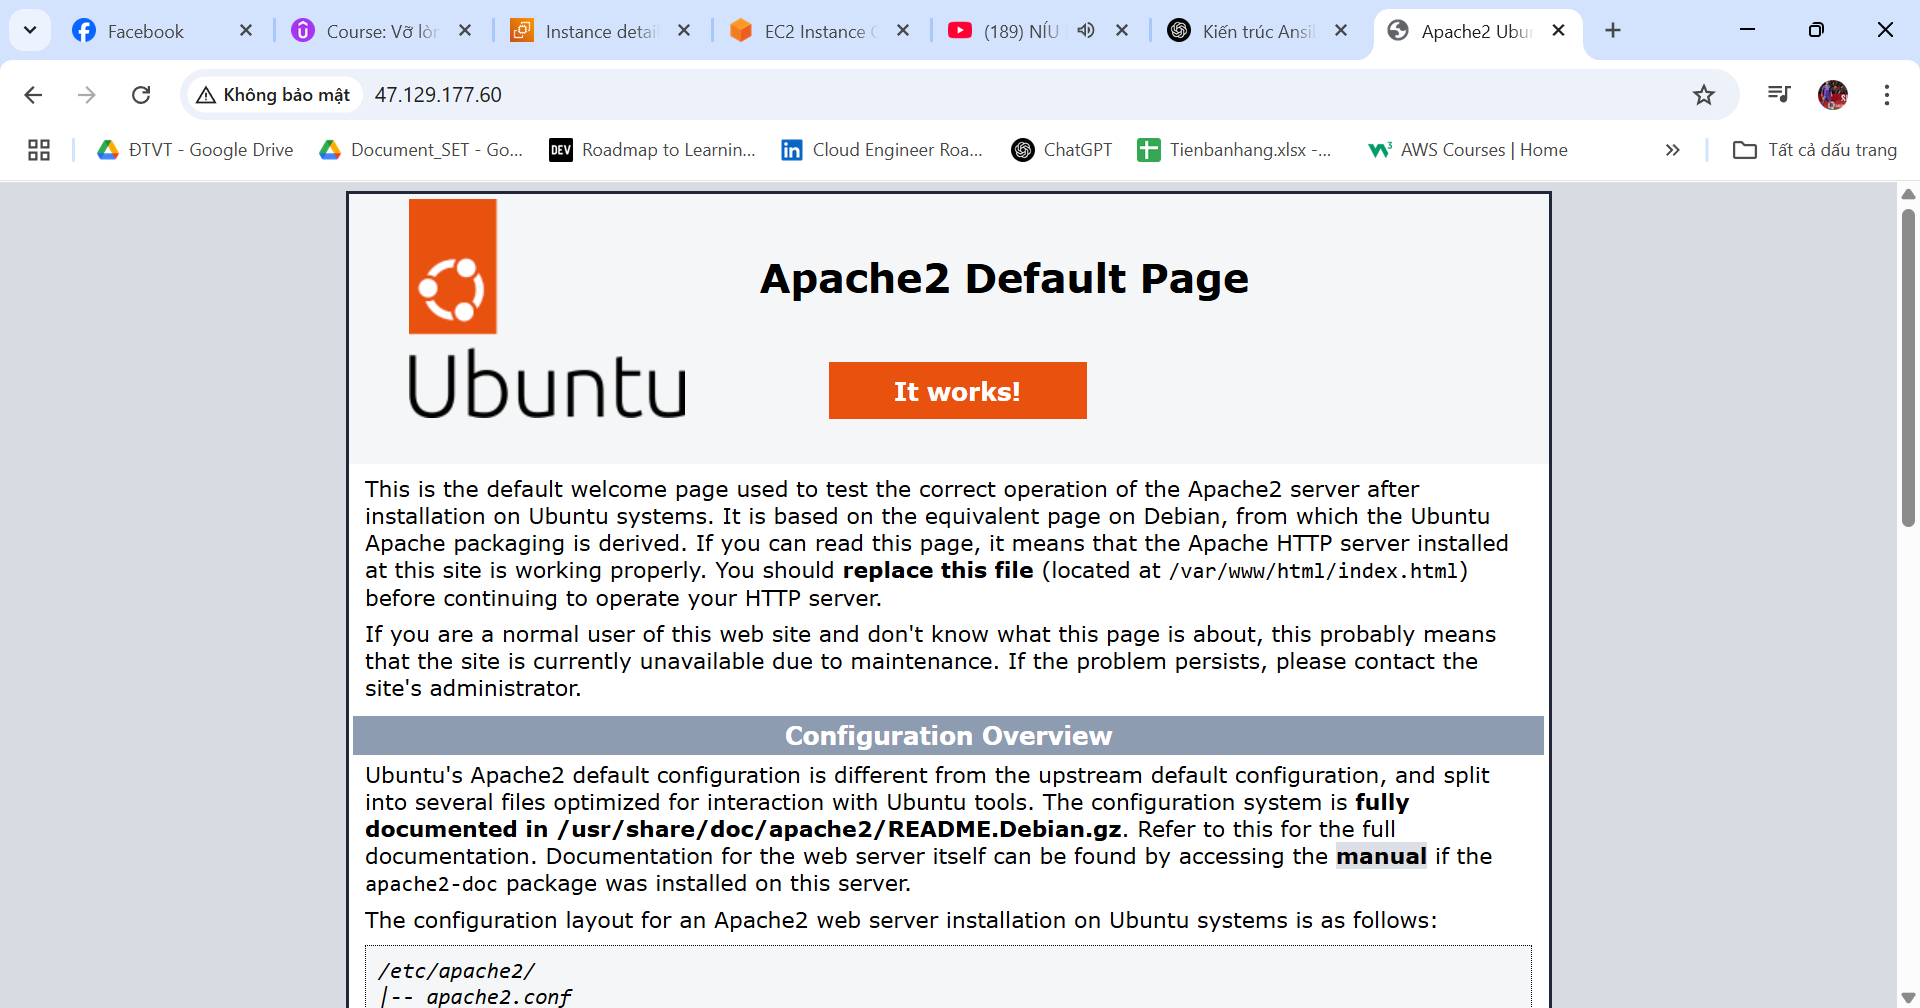 Facebook
Course: Vỡ lòn
Instance detail
EC2 Instance C
(189) NÍU
Kiến trúc Ansi
Apache2 Ubun
Không bảo mật
47.129.177.60
ĐTVT - Google Drive
Document_SET - Go...
DEV
Roadmap to Learnin...
in
Cloud Engineer Roa...
ChatGPT
Tienbanhang.xlsx -...
AWS Courses | Home
Tất cả dấu trang
Ubuntu
Apache2 Default Page
It works!
This is the default welcome page used to test the correct operation of the Apache2 server after
installation on Ubuntu systems. It is based on the equivalent page on Debian, from which the Ubuntu
Apache packaging is derived. If you can read this page, it means that the Apache HTTP server installed
at this site is working properly. You should replace this file (located at /var/www/html/index.html)
before continuing to operate your HTTP server.
If you are a normal user of this web site and don't know what this page is about, this probably means
that the site is currently unavailable due to maintenance. If the problem persists, please contact the
site's administrator.
Configuration Overview
Ubuntu's Apache2 default configuration is different from the upstream default configuration, and split
into several files optimized for interaction with Ubuntu tools. The configuration system is fully
documented in /usr/share/doc/apache2/README.Debian.gz. Refer to this for the full
documentation. Documentation for the web server itself can be found by accessing the manual if the
apache2-doc package was installed on this server.
The configuration layout for an Apache2 web server installation on Ubuntu systems is as follows:
/etc/apache2/
|-- apache2.conf